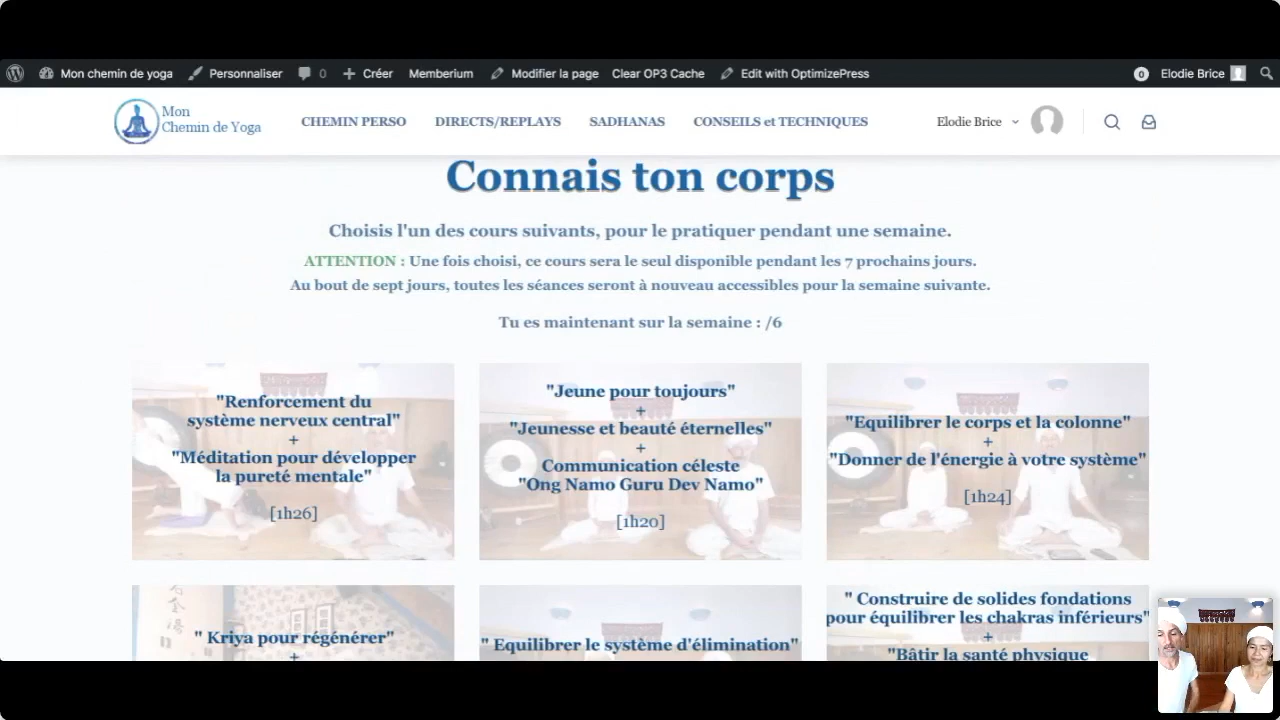 Mon chemin de yoga Personnaliser 0 Créer Memberium Modifier la page Clear OP3 Cache Edit with OptimizePress 0 Elodie Brice
Mon
Chemin de Yoga
CHEMIN PERSO DIRECTS/REPLAYS SADHANAS CONSEILS et TECHNIQUES Elodie Brice
Connais ton corps
Choisis l'un des cours suivants, pour le pratiquer pendant une semaine.
ATTENTION : Une fois choisi, ce cours sera le seul disponible pendant les 7 prochains jours.
Au bout de sept jours, toutes les séances seront à nouveau accessibles pour la semaine suivante.
Tu es maintenant sur la semaine : /6
"Renforcement du
système nerveux central"
+
"Méditation pour développer
la pureté mentale"
[1h26]
"Jeune pour toujours"
+
"Jeunesse et beauté éternelles"
+
Communication céleste
"Ong Namo Guru Dev Namo"
[1h20]
"Equilibrer le corps et la colonne"
+
"Donner de l'énergie à votre système"
[1h24]
" Kriya pour régénérer"
+
" Equilibrer le système d'élimination"
" Construire de solides fondations
pour équilibrer les chakras inférieurs"
+
"Bâtir la santé physique